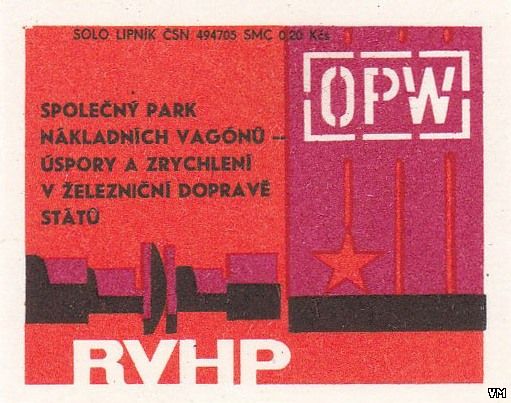 SOLO LIPNÍK ČSN 494705 SMC 0,20 Kčs
OPW
SPOLEČNÝ PARK
NÁKLADNÍCH VAGÓNŮ –
ÚSPORY A ZRYCHLENÍ
V ŽELEZNIČNÍ DOPRAVĚ
STÁTŮ
RVHP
VM